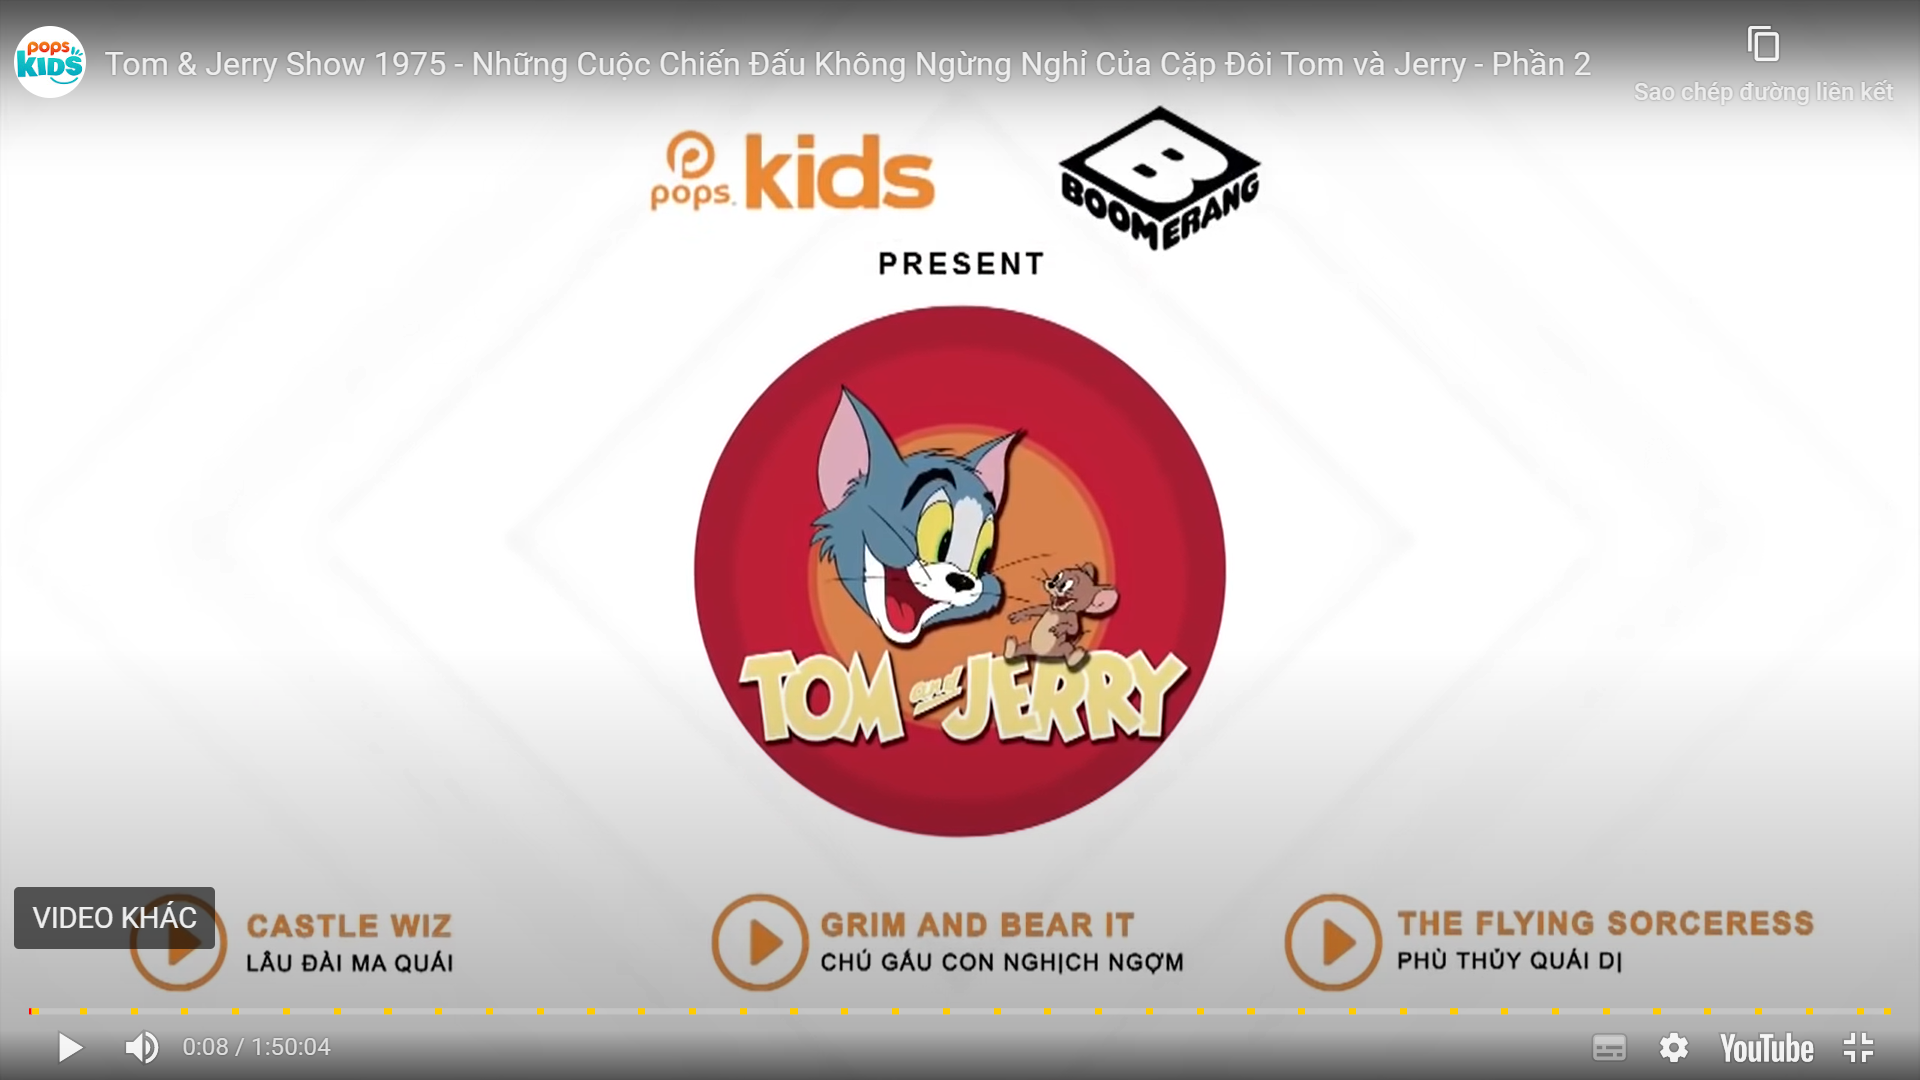 pops KIDS
Tom & Jerry Show 1975 - Những Cuộc Chiến Đấu Không Ngừng Nghỉ Của Cặp Đôi Tom và Jerry - Phần 2
Sao chép đường liên kết
pops kids
BOOMERANG
PRESENT
TOM and JERRY
VIDEO KHÁC
CASTLE WIZ
LÂU ĐÀI MA QUÁI
GRIM AND BEAR IT
CHÚ GẤU CON NGHỊCH NGỢM
THE FLYING SORCERESS
PHÙ THỦY QUÁI DỊ
0:08 / 1:50:04
YouTube